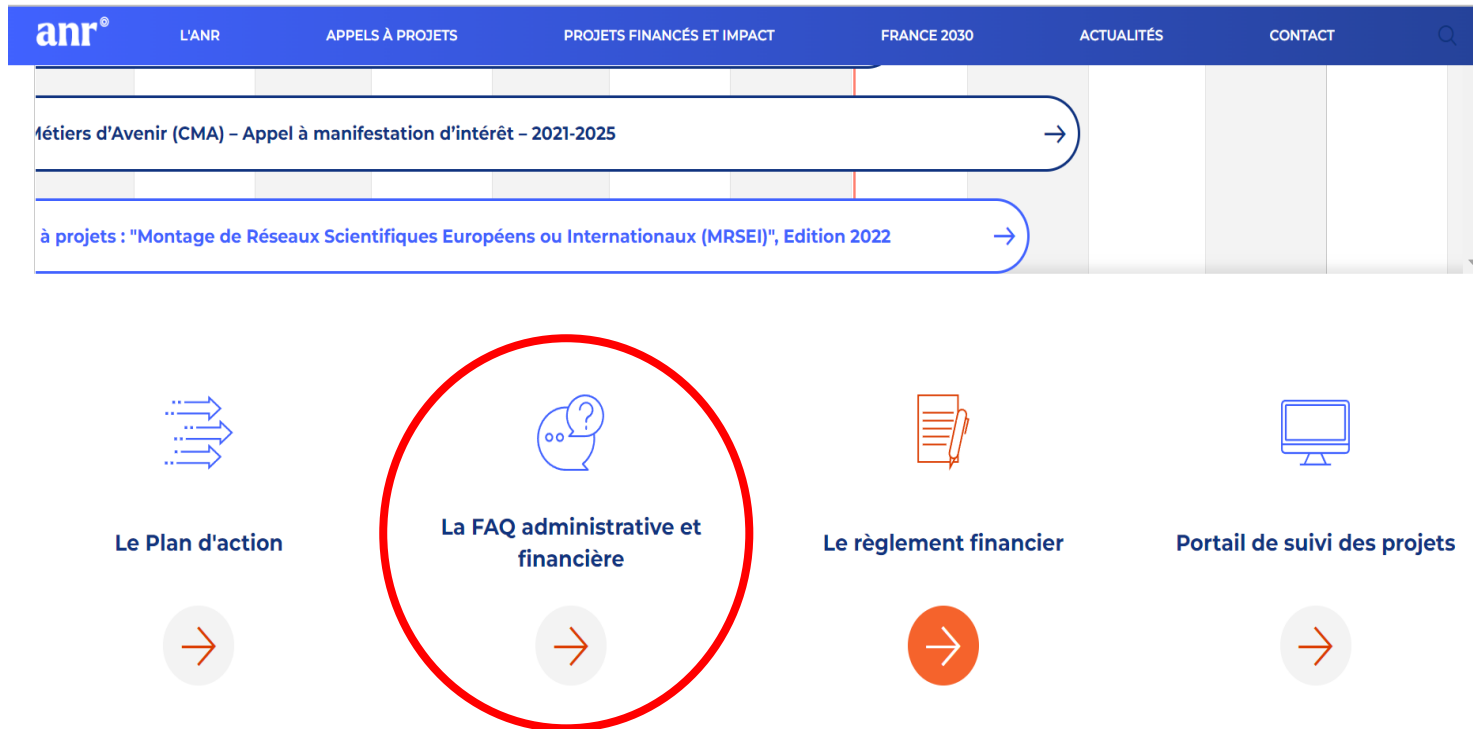 anr
L'ANR
APPELS À PROJETS
PROJETS FINANCÉS ET IMPACT
FRANCE 2030
ACTUALITÉS
CONTACT
Métiers d'Avenir (CMA) – Appel à manifestation d'intérêt – 2021-2025
à projets : "Montage de Réseaux Scientifiques Européens ou Internationaux (MRSEI)", Edition 2022
?
Le Plan d'action
La FAQ administrative et
financière
Le règlement financier
Portail de suivi des projets